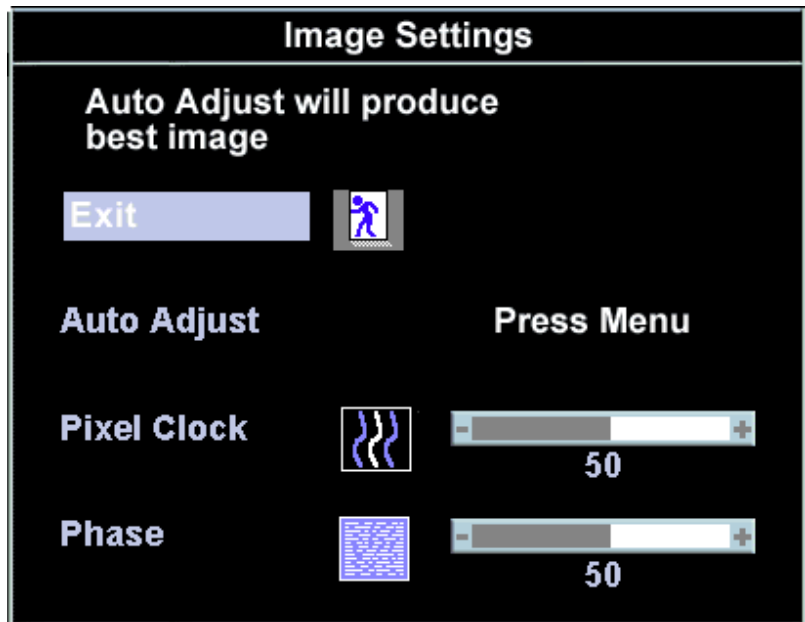 Image Settings
Auto Adjust will produce
best image
Exit
Auto Adjust Press Menu
Pixel Clock - +
50
Phase - +
50